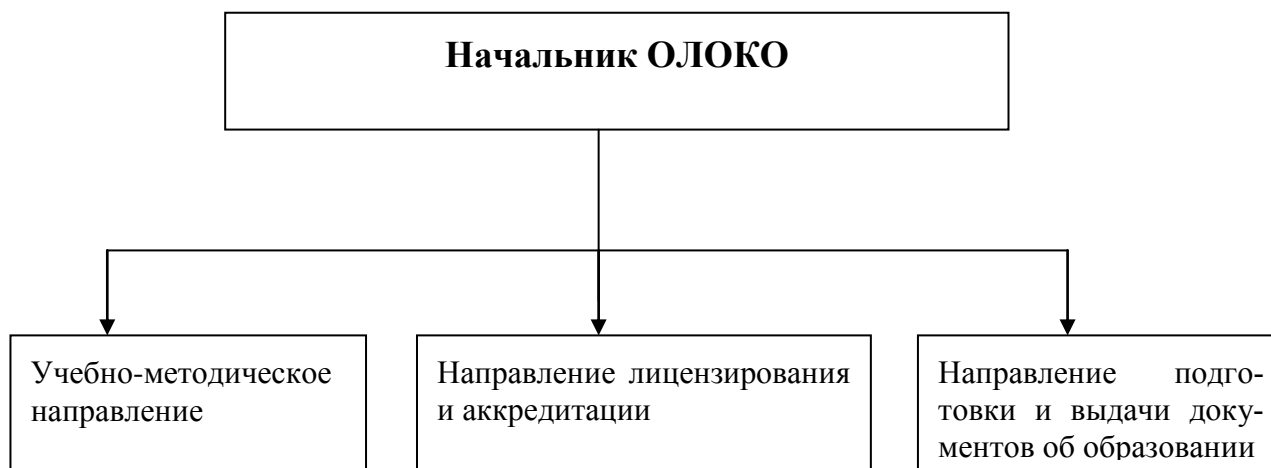 Начальник ОЛОКО
Учебно-методическое
направление
Направление лицензирования
и аккредитации
Направление подго-
товки и выдачи доку-
ментов об образовании